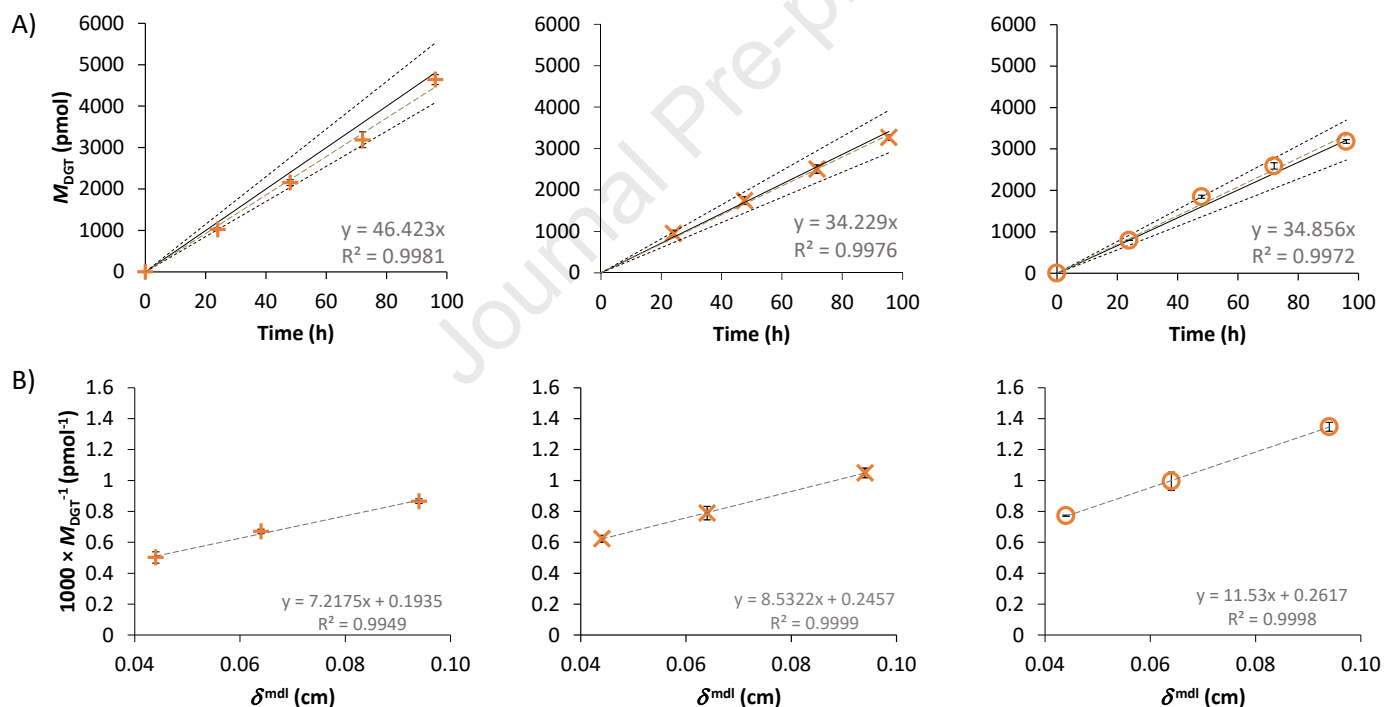 A)
6000
5000
4000
3000
2000
1000
0
M_DGT (pmol)
y = 46.423x
R² = 0.9981
0 20 40 60 80 100
Time (h)
6000
5000
4000
3000
2000
1000
0
y = 34.229x
R² = 0.9976
0 20 40 60 80 100
Time (h)
6000
5000
4000
3000
2000
1000
0
y = 34.856x
R² = 0.9972
0 20 40 60 80 100
Time (h)
Journal Pre-p
B)
1.6
1.4
1.2
1
0.8
0.6
0.4
0.2
0
1000 × M_DGT⁻¹ (pmol⁻¹)
y = 7.2175x + 0.1935
R² = 0.9949
0.04 0.06 0.08 0.10
δᵐᵈˡ (cm)
1.6
1.4
1.2
1
0.8
0.6
0.4
0.2
0
y = 8.5322x + 0.2457
R² = 0.9999
0.04 0.06 0.08 0.10
δᵐᵈˡ (cm)
1.6
1.4
1.2
1
0.8
0.6
0.4
0.2
0
y = 11.53x + 0.2617
R² = 0.9998
0.04 0.06 0.08 0.10
δᵐᵈˡ (cm)